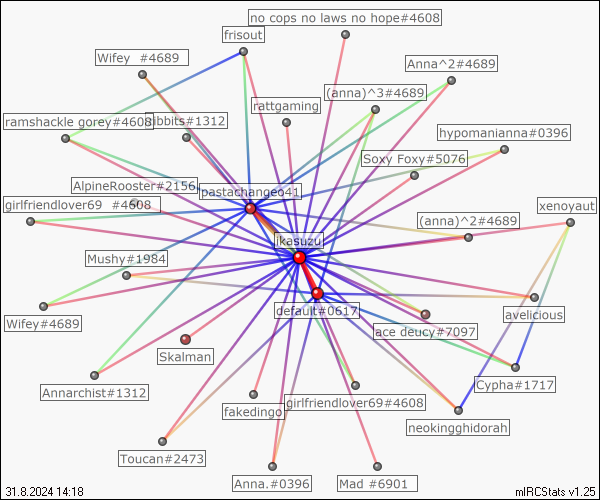 no cops no laws no hope#4608
frisout
Wifey #4689
Anna^2#4689
(anna)^3#4689
rattgaming
ramshackle gorey#4608
ibbits#1312
hypomanianna#0396
Soxy Foxy#5076
AlpineRooster#2156
pastachangeo41
girlfriendlover69 #4608
xenoyaut
(anna)^2#4689
ikasuzu
Mushy#1984
default#0617
avelicious
Wifey#4689
ace deucy#7097
Skalman
Cypha#1717
Annarchist#1312
girlfriendlover69#4608
fakedingo
neokingghidorah
Toucan#2473
Anna.#0396
Mad #6901
31.8.2024 14:18
mIRCStats v1.25